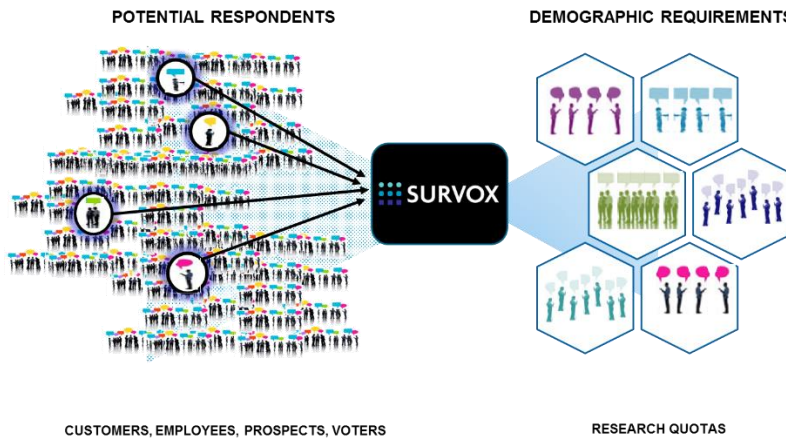 POTENTIAL RESPONDENTS
DEMOGRAPHIC REQUIREMENTS
SURVOX
CUSTOMERS, EMPLOYEES, PROSPECTS, VOTERS
RESEARCH QUOTAS